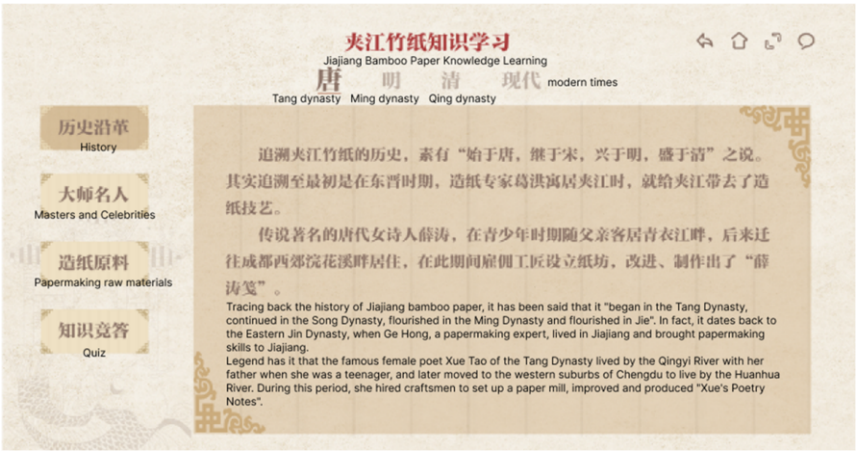 夹江竹纸知识学习
Jiajiang Bamboo Paper Knowledge Learning
唐 明 清 现代 modern times
Tang dynasty Ming dynasty Qing dynasty
历史沿革
History
大师名人
Masters and Celebrities
造纸原料
Papermaking raw materials
知识竞答
Quiz
追溯夹江竹纸的历史，素有“始于唐，继于宋，兴于明，盛于清”之说。
其实追溯至最初是在东晋时期，造纸专家葛洪寓居夹江时，就给夹江带去了造
纸技艺。
传说著名的唐代女诗人薛涛，在青少年时期随父亲客居青衣江畔，后来迁
往成都西郊浣花溪畔居住，在此期间雇佣工匠设立纸坊，改进、制作出了“薛
涛笺”。
Tracing back the history of Jiajiang bamboo paper, it has been said that it "began in the Tang Dynasty,
continued in the Song Dynasty, flourished in the Ming Dynasty and flourished in Jie". In fact, it dates back to
the Eastern Jin Dynasty, when Ge Hong, a papermaking expert, lived in Jiajiang and brought papermaking
skills to Jiajiang.
Legend has it that the famous female poet Xue Tao of the Tang Dynasty lived by the Qingyi River with her
father when she was a teenager, and later moved to the western suburbs of Chengdu to live by the Huanhua
River. During this period, she hired craftsmen to set up a paper mill, improved and produced "Xue's Poetry
Notes".